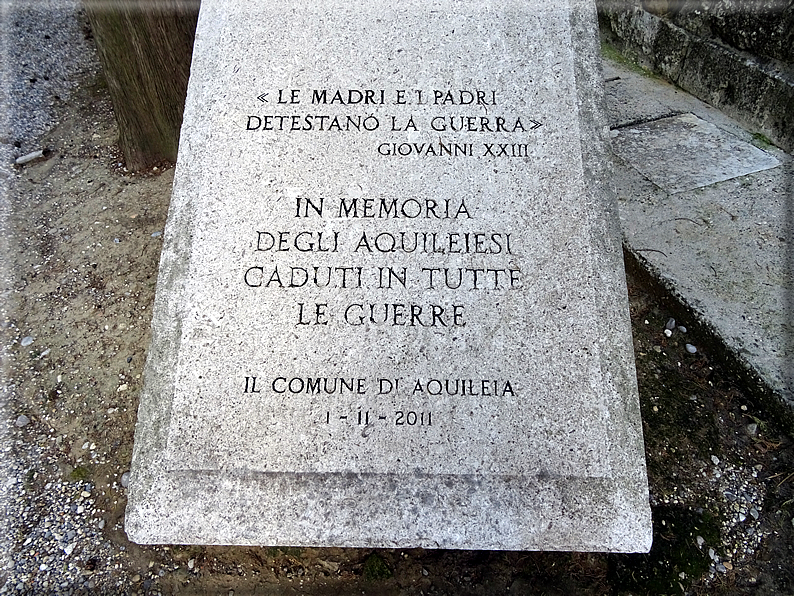 « LE MADRI E I PADRI
DETESTANO LA GUERRA »
GIOVANNI XXIII
IN MEMORIA
DEGLI AQUILEIESI
CADUTI IN TUTTE
LE GUERRE
IL COMUNE DI AQUILEIA
1 - 11 - 2011